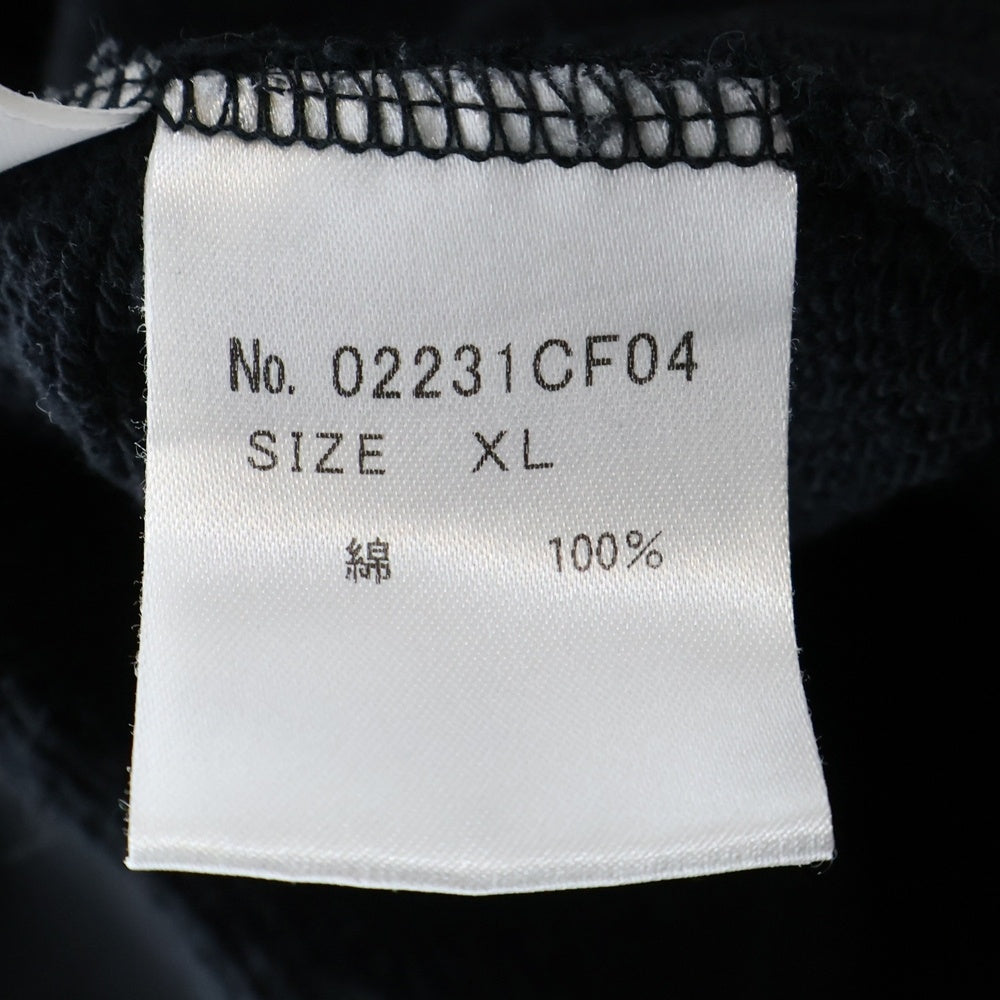 No. 02231CF04
SIZE XL
綿 100%